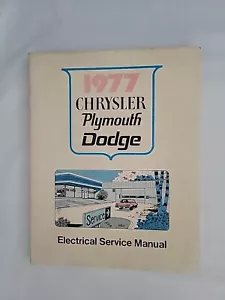 1977
CHRYSLER
Plymouth
Dodge
Service
Electrical Service Manual